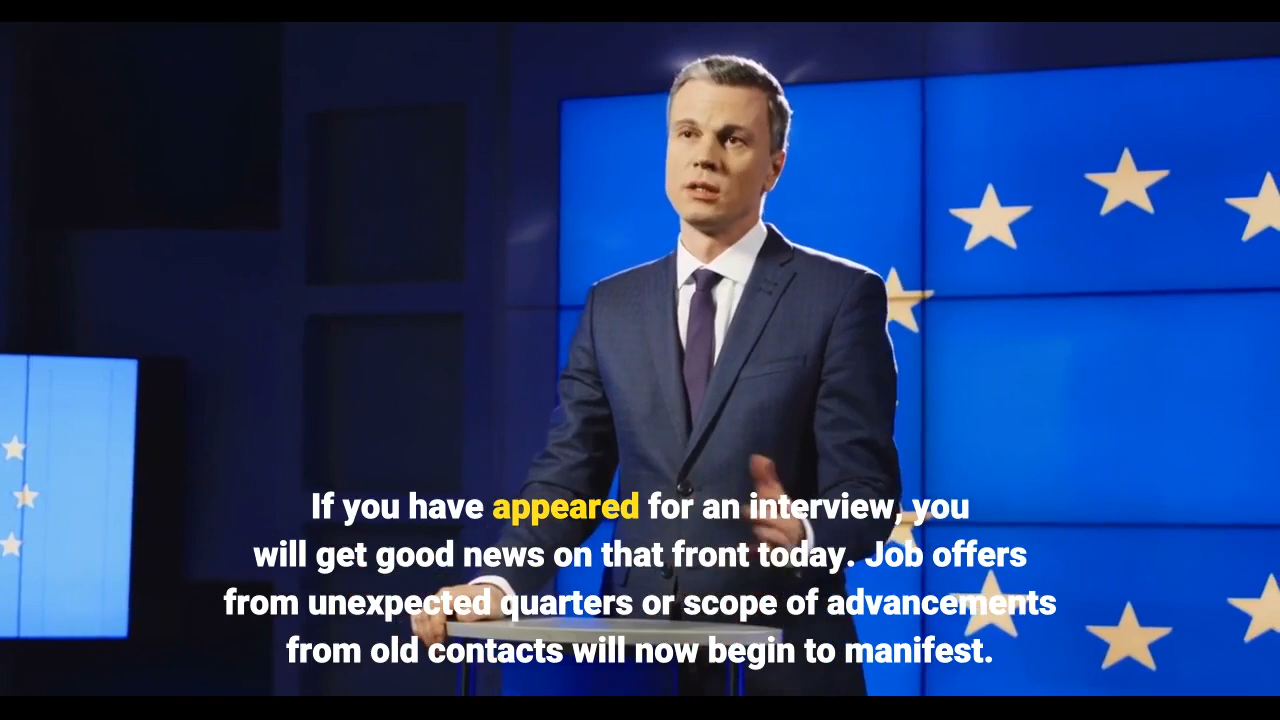 If you have appeared for an interview, you
will get good news on that front today. Job offers
from unexpected quarters or scope of advancements
from old contacts will now begin to manifest.